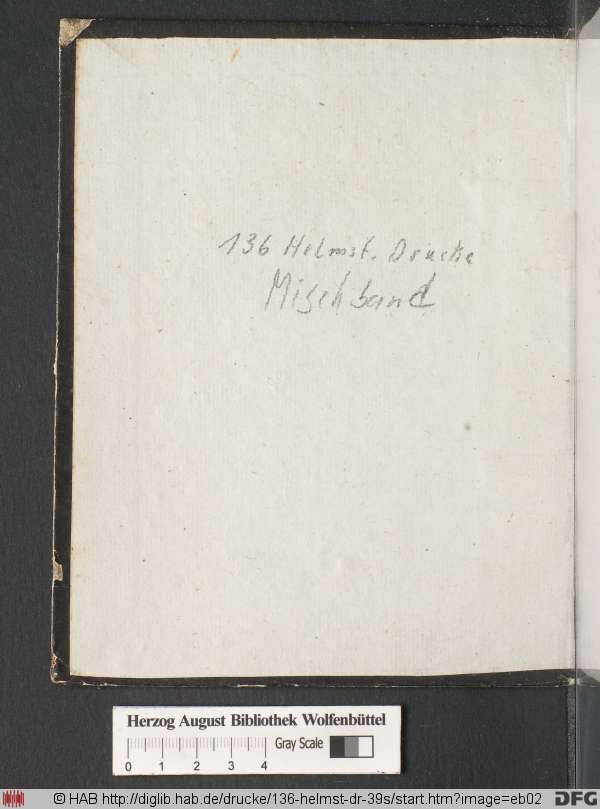 136 Helmst. Drucke
Mischband
Herzog August Bibliothek Wolfenbüttel
Gray Scale
0 1 2 3 4
© HAB http://diglib.hab.de/drucke/136-helmst-dr-39s/start.htm?image=eb02
DFG